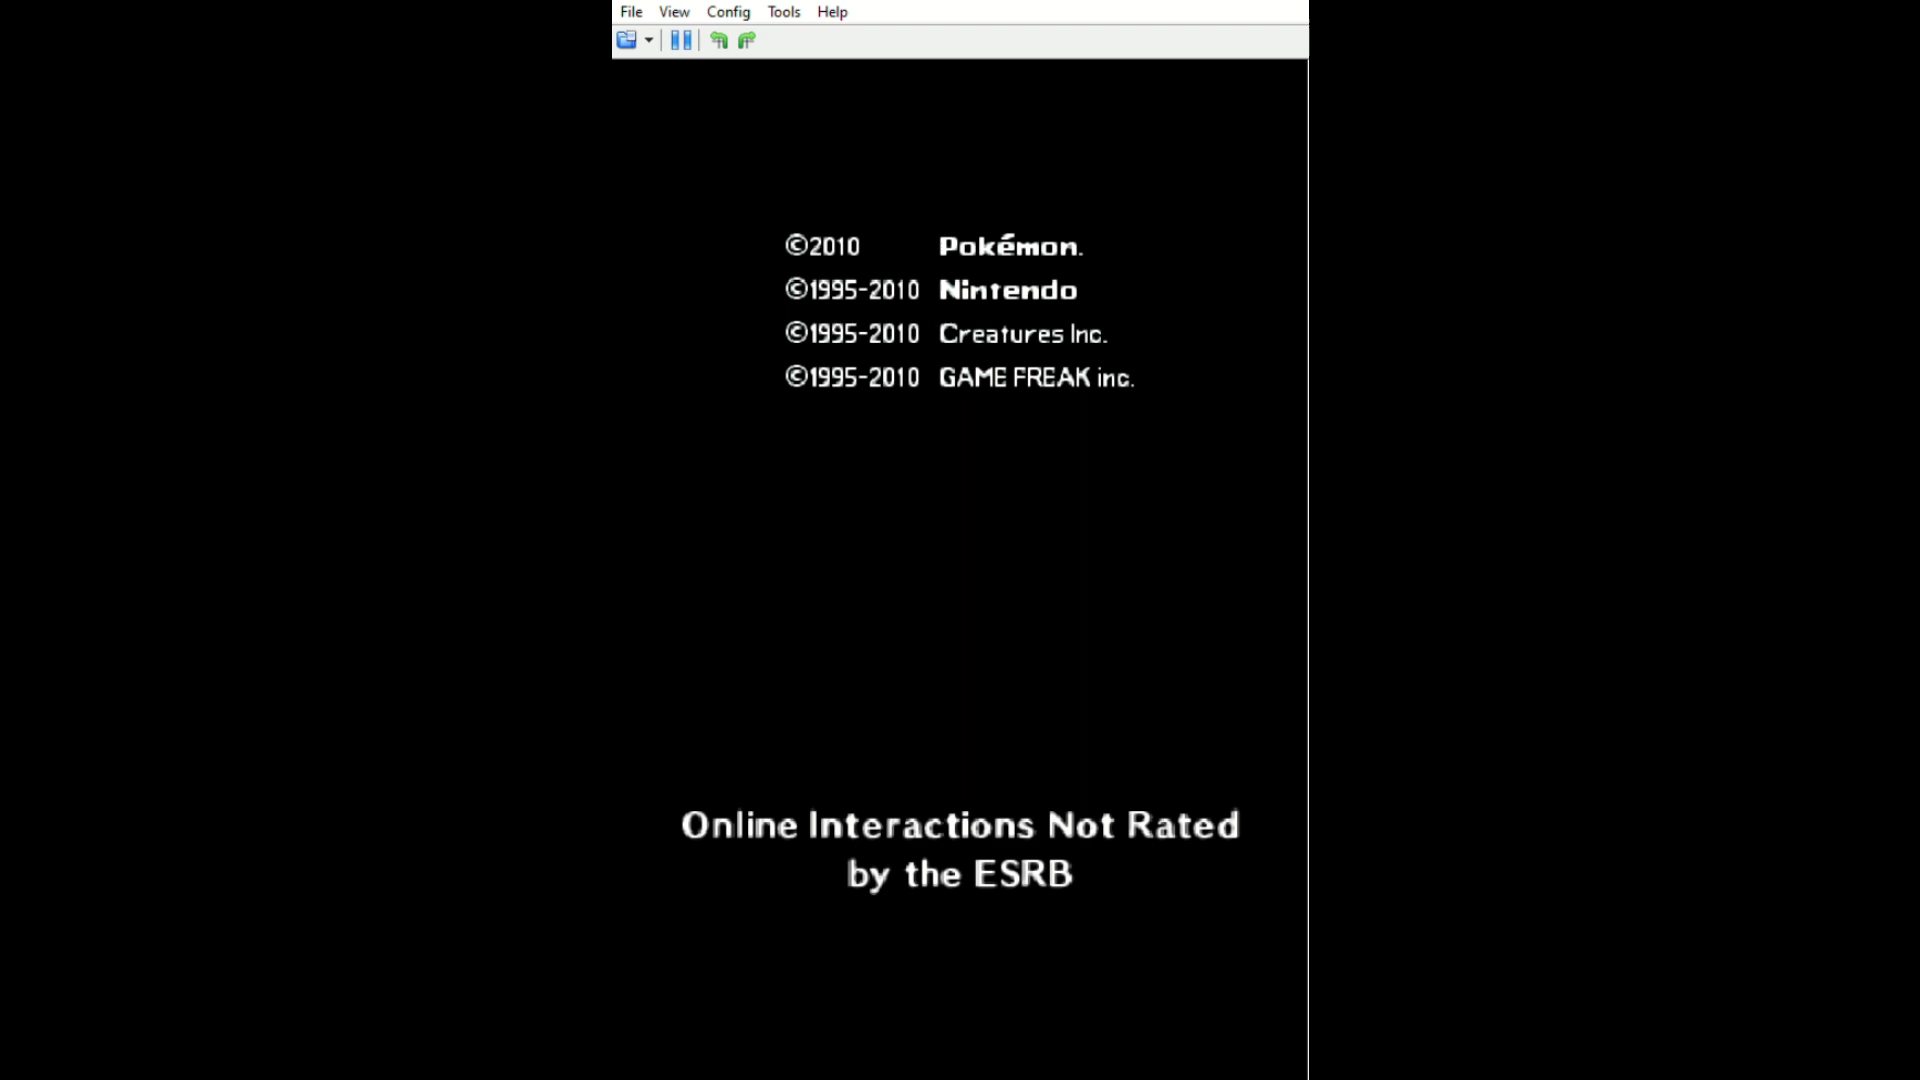 File View Config Tools Help
©2010 Pokémon.
©1995-2010 Nintendo
©1995-2010 Creatures Inc.
©1995-2010 GAME FREAK inc.
Online Interactions Not Rated
by the ESRB